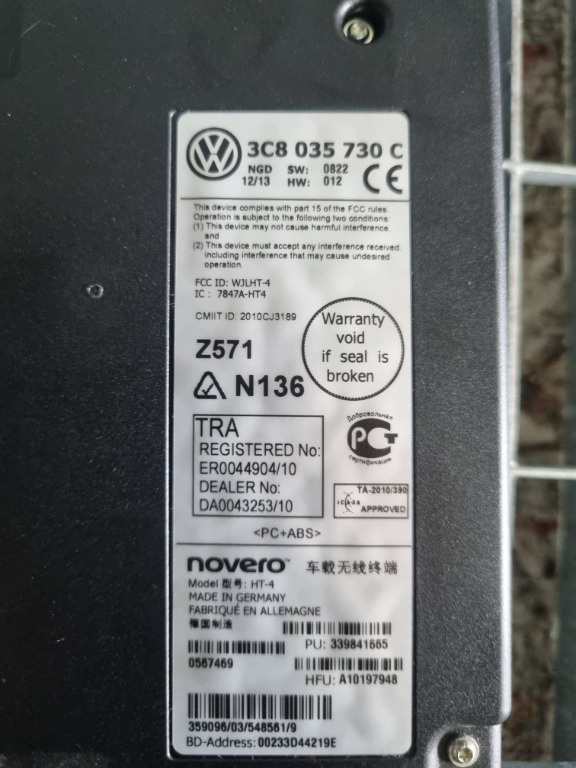 3C8 035 730 C
NGD SW: 0822
12/13 HW: 012
CE
This device complies with part 15 of the FCC rules.
Operation is subject to the following two conditions:
(1) This device may not cause harmful interference,
and
(2) This device must accept any interference received,
including interference that may cause undesired
operation.
FCC ID: WJLHT-4
IC : 7847A-HT4
CMIIT ID: 2010CJ3189
Warranty
void
if seal is
broken
Z571
N136
TRA
REGISTERED No:
ER0044904/10
DEALER No:
DA0043253/10
Добровольная
РСТ
сертификация
TA-2010/390
ICASA
APPROVED
<PC+ABS>
novero™ 车载无线终端
Model 型号: HT-4
MADE IN GERMANY
FABRIQUÉ EN ALLEMAGNE
德国制造
PU: 339841665
0567469
HFU: A10197948
359096/03/548561/9
BD-Address: 00233D44219E